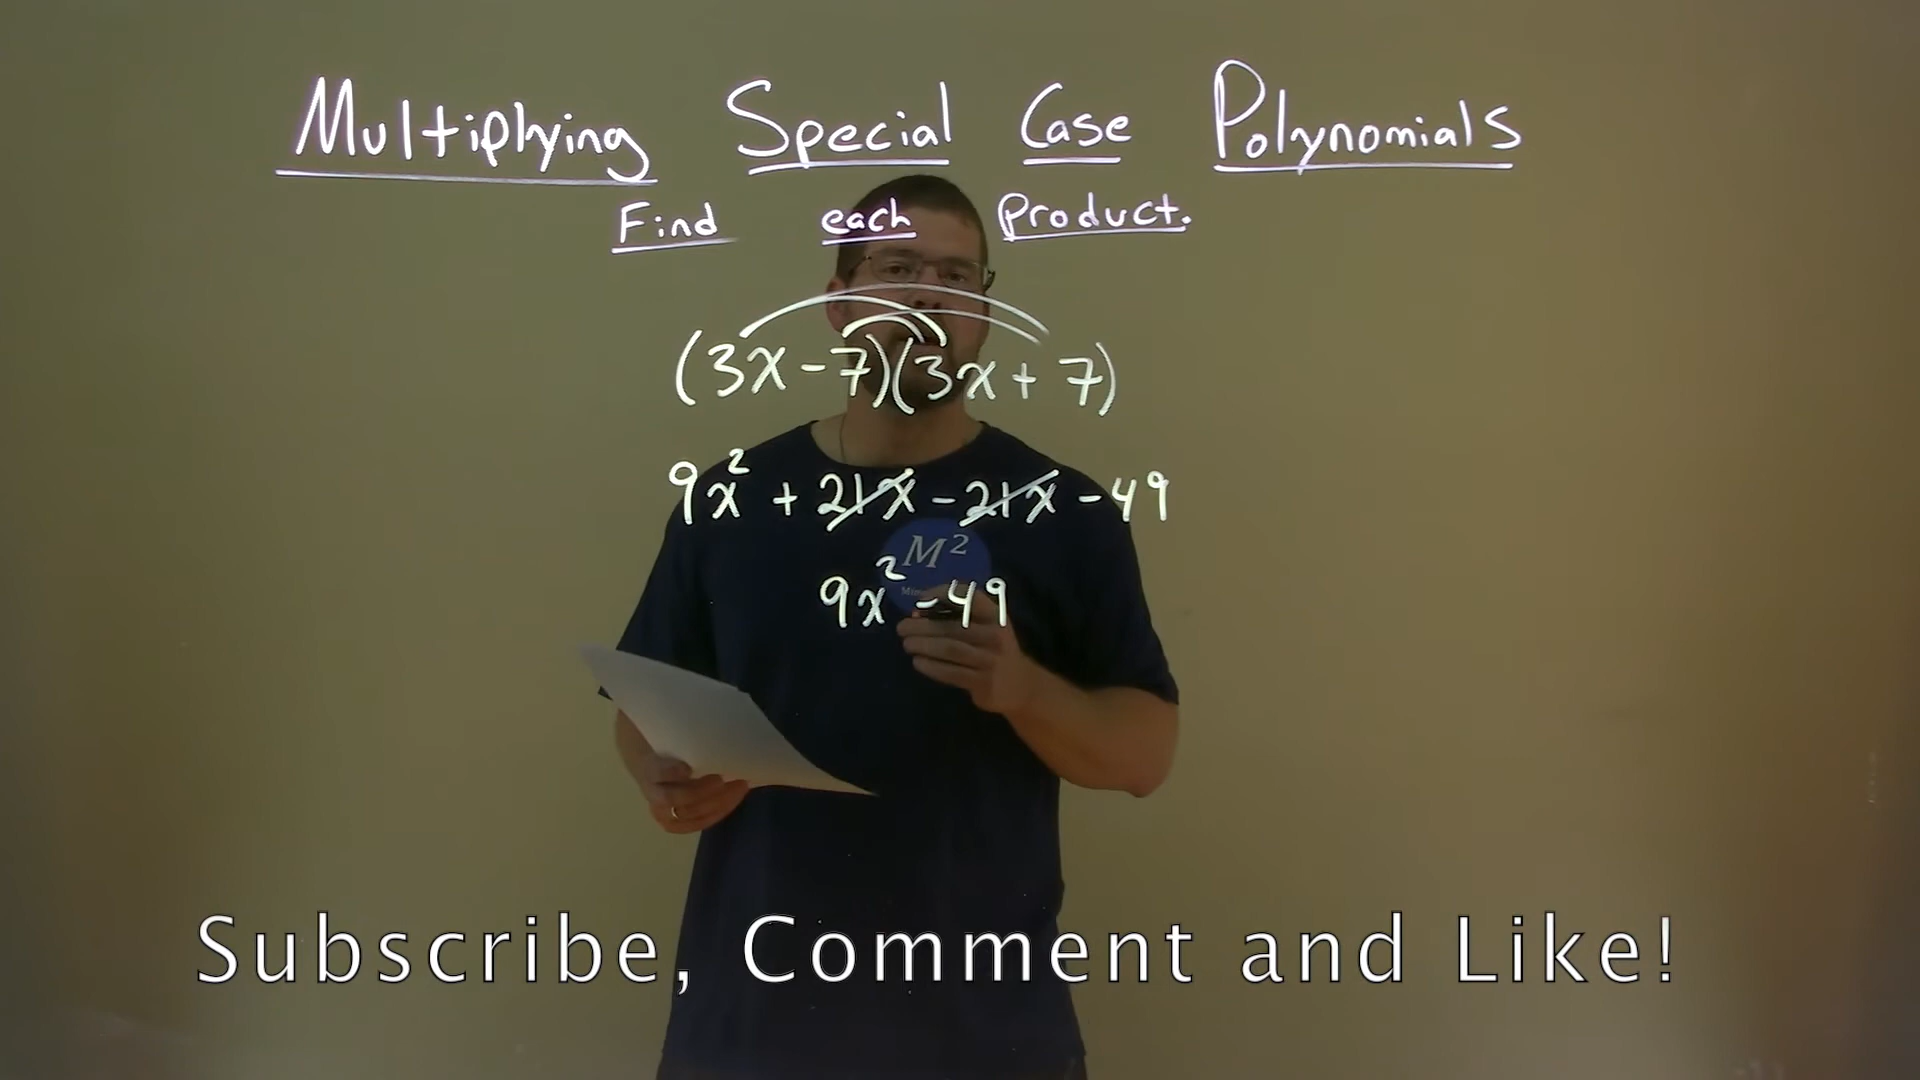 Multiplying Special Case Polynomials
Find each product.
(3x-7)(3x+7)
9x² + 21x - 21x - 49
M²
9x² - 49
Subscribe, Comment and Like!